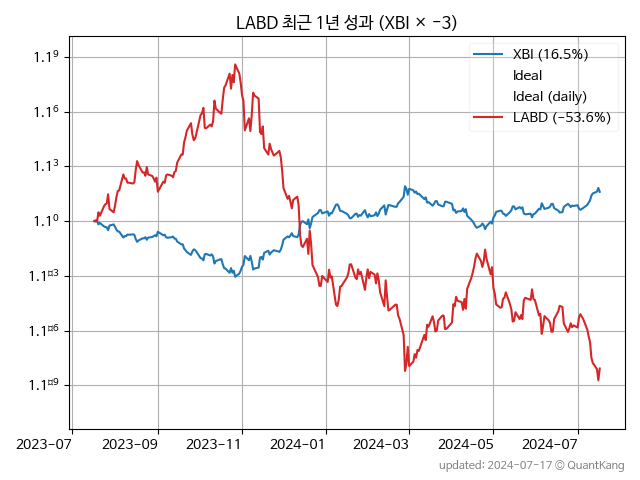 LABD 최근 1년 성과 (XBI × −3)
XBI (16.5%)
Ideal
Ideal (daily)
LABD (−53.6%)
1.1⁹
1.1⁶
1.1³
1.1⁰
2023-07
2023-09
2023-11
2024-01
2024-03
2024-05
2024-07
updated: 2024-07-17 © QuantKang